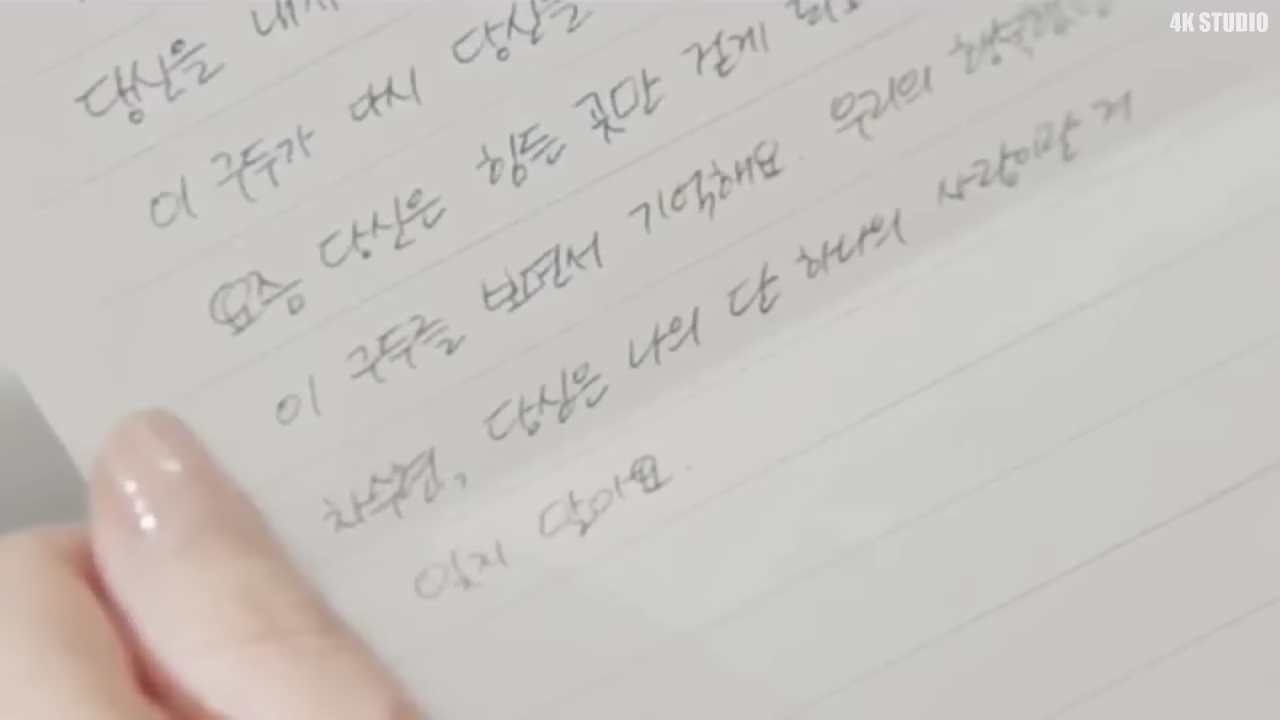 4K STUDIO
당신을
이 구두가 다시 당신을
요즘 당신은 힘든 곳만 걷게
이 구두를 보면서 기억해요. 우리의
차수현, 당신은 나의 단 하나의 사랑이란 거
잊지 말아요.